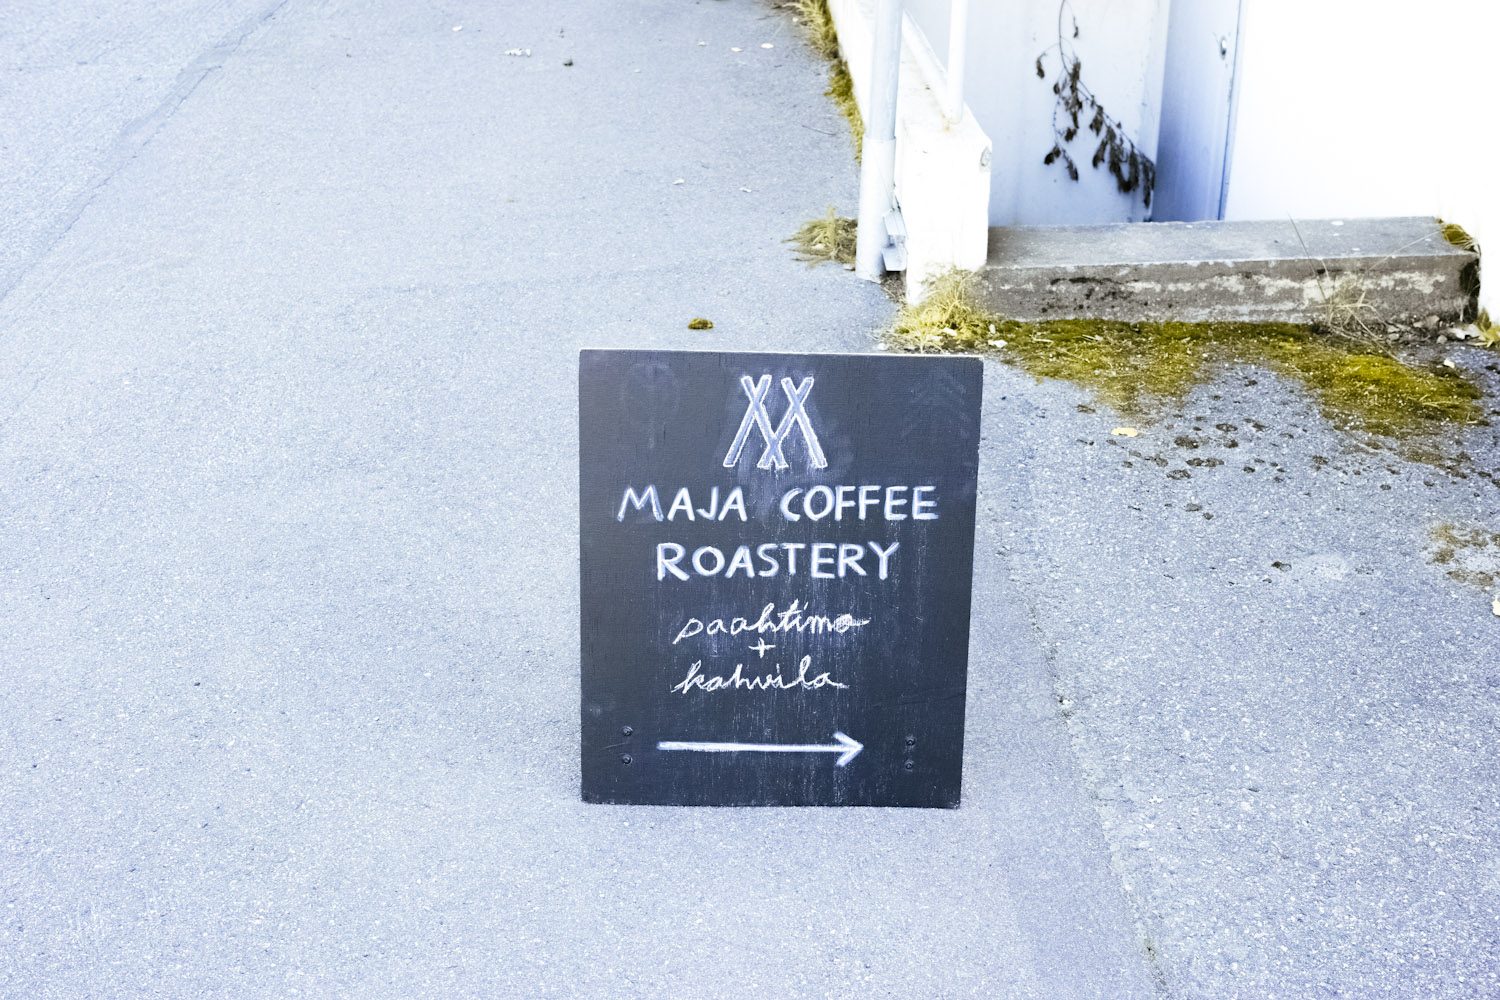 MAJA COFFEE
ROASTERY
paahtimo
+
kahvila